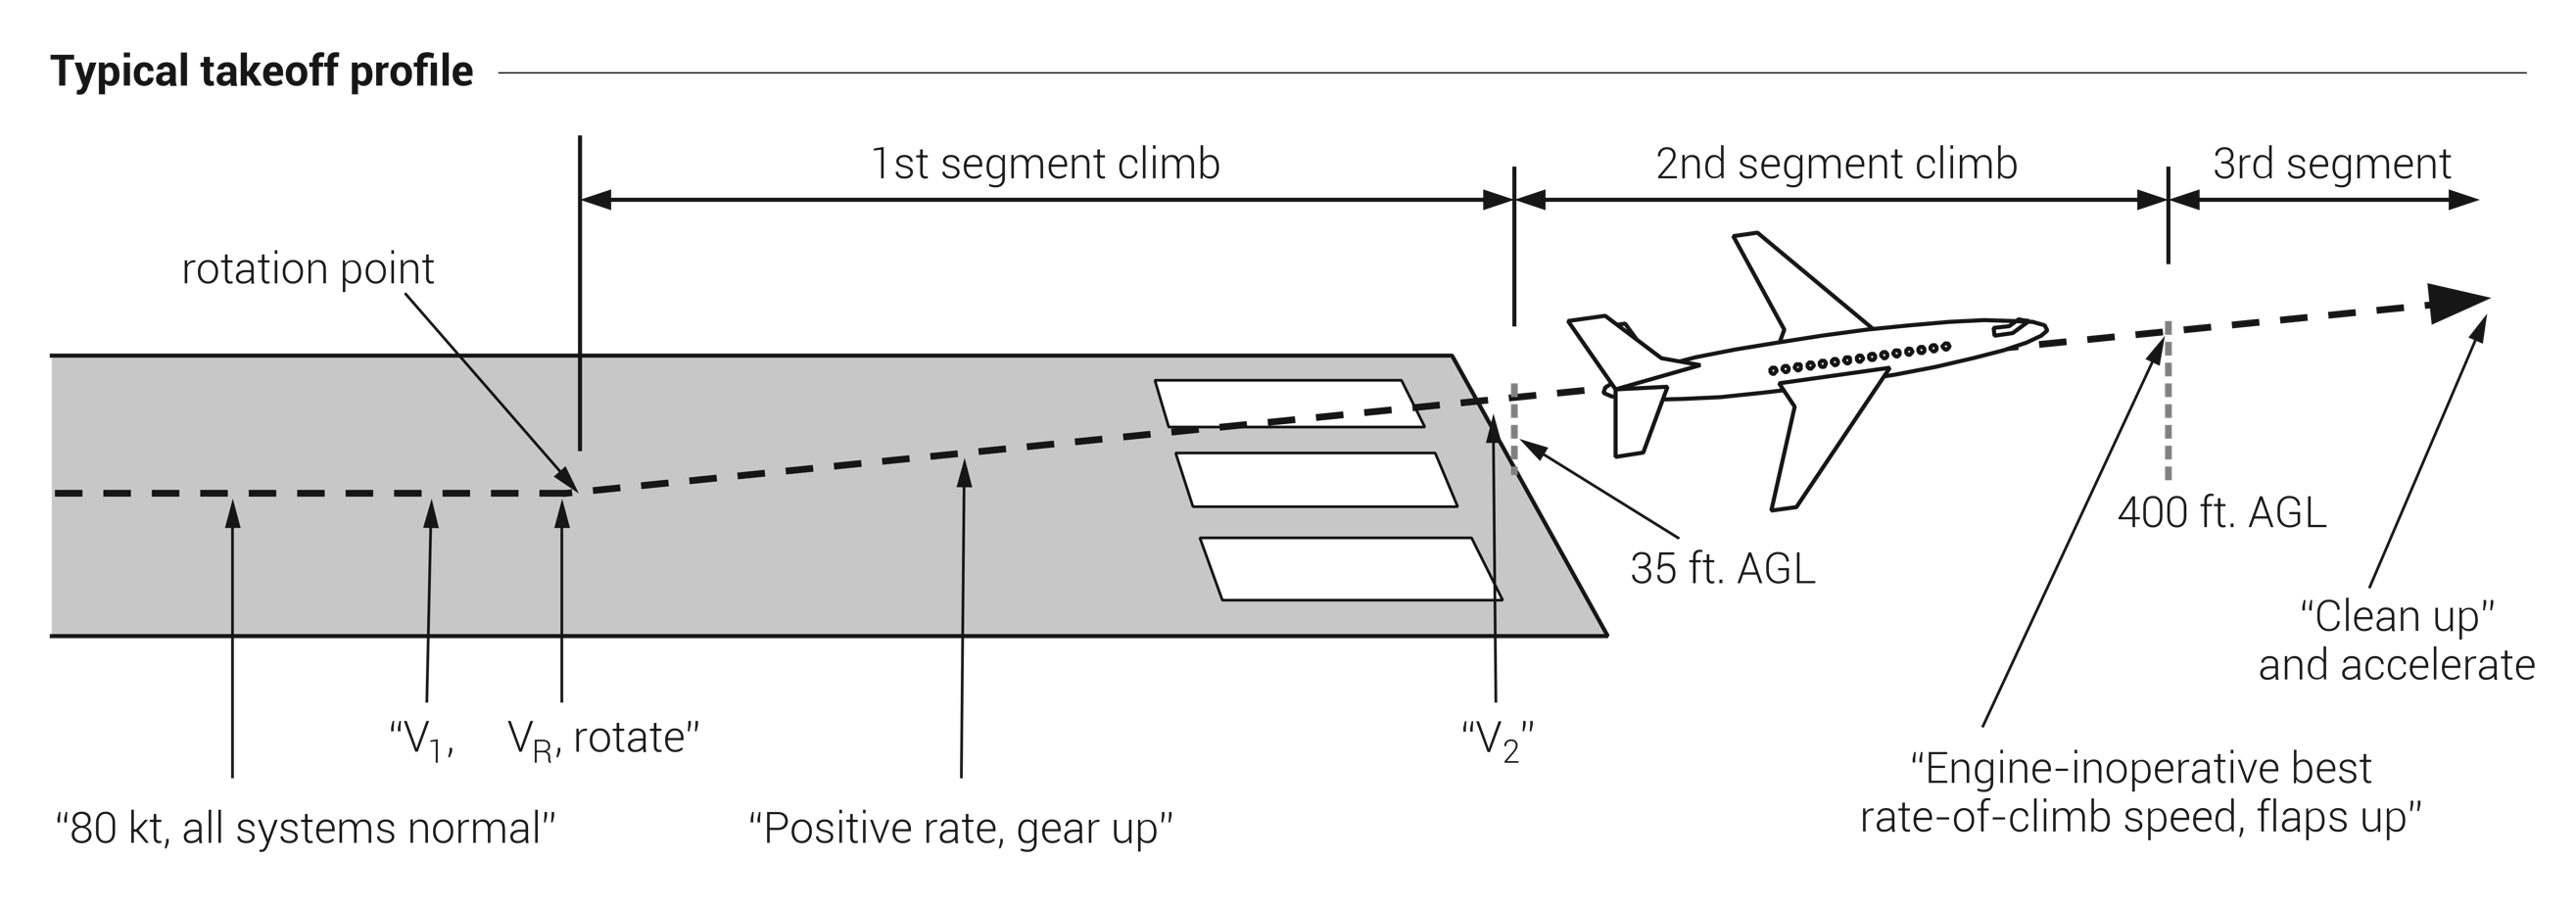 Typical takeoff profile
1st segment climb
2nd segment climb
3rd segment
rotation point
400 ft. AGL
35 ft. AGL
“Clean up”
and accelerate
“V1,
VR, rotate”
“V2”
“Engine-inoperative best
rate-of-climb speed, flaps up”
“80 kt, all systems normal”
“Positive rate, gear up”